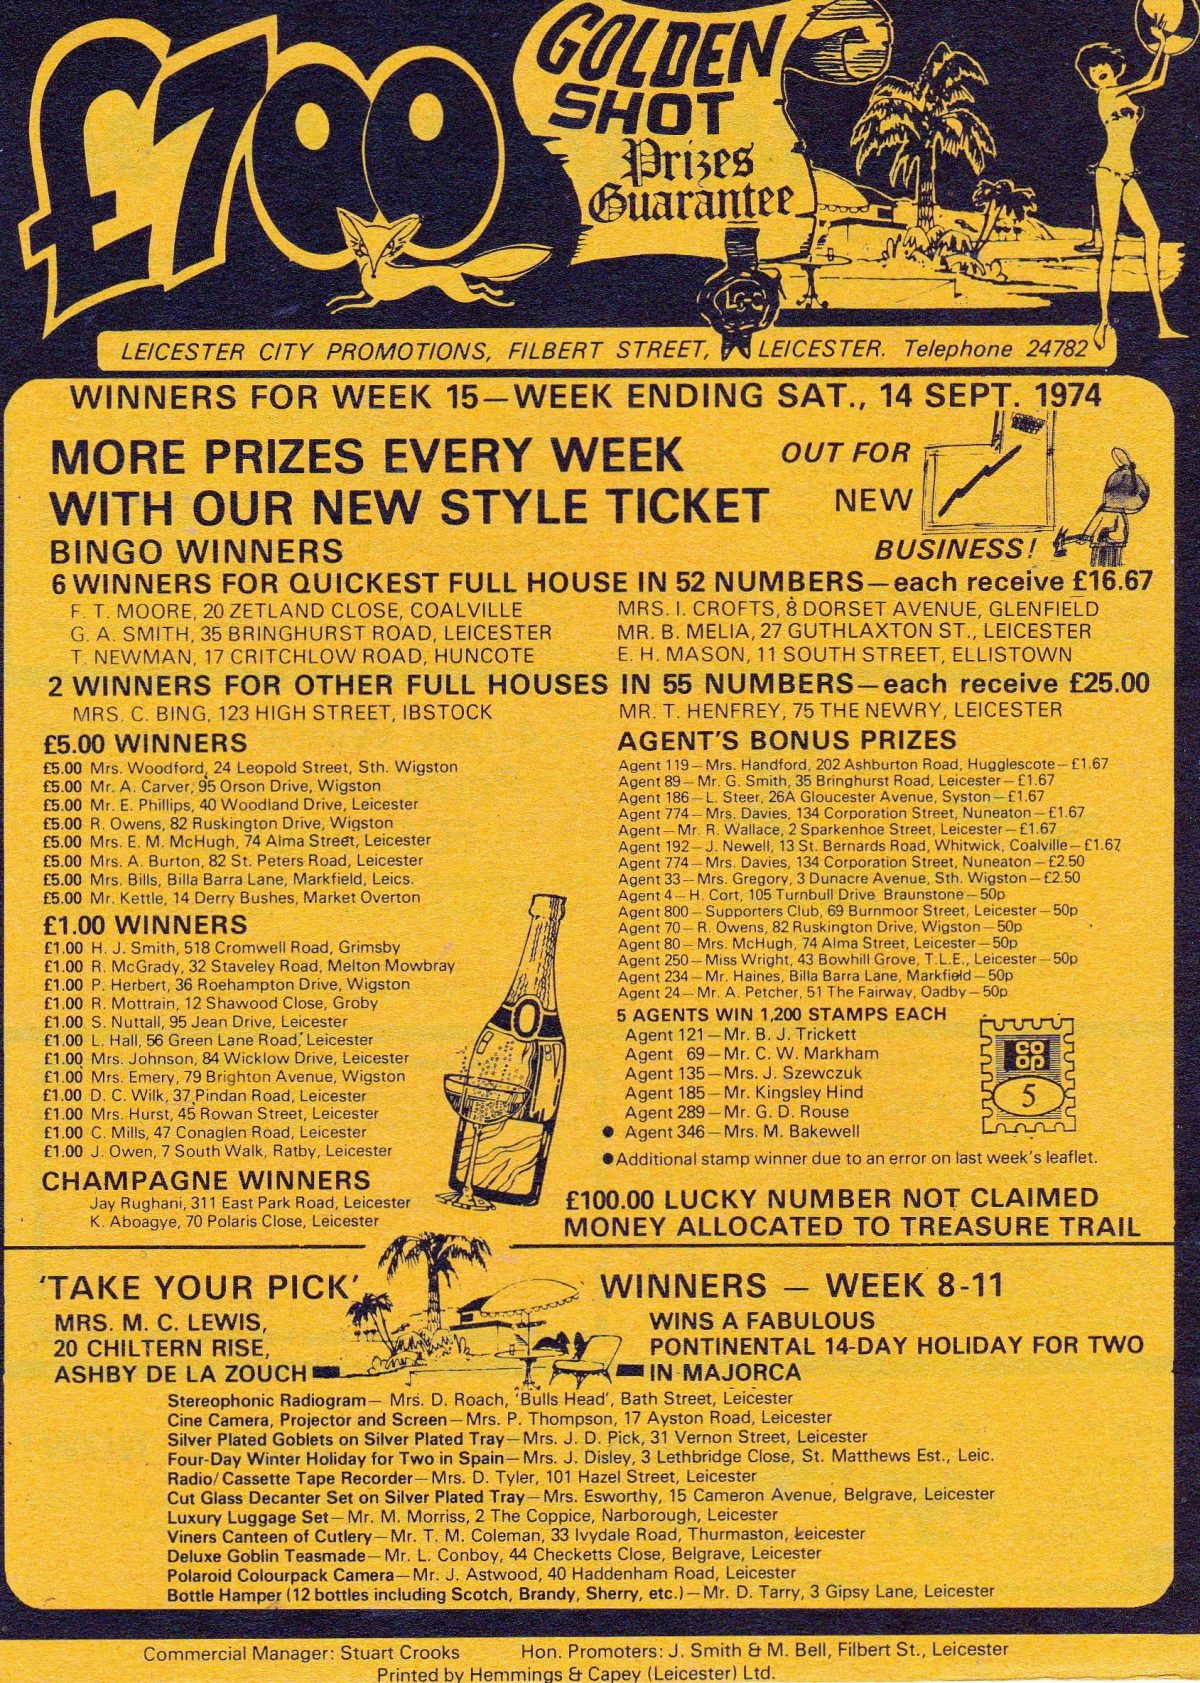 £700
GOLDEN
SHOT
Prizes
Guarantee
LCFC
LEICESTER CITY PROMOTIONS, FILBERT STREET, LEICESTER. Telephone 24782
WINNERS FOR WEEK 15—WEEK ENDING SAT., 14 SEPT. 1974
MORE PRIZES EVERY WEEK
WITH OUR NEW STYLE TICKET
OUT FOR
NEW
BUSINESS!
BINGO WINNERS
6 WINNERS FOR QUICKEST FULL HOUSE IN 52 NUMBERS—each receive £16.67
F. T. MOORE, 20 ZETLAND CLOSE, COALVILLE
G. A. SMITH, 35 BRINGHURST ROAD, LEICESTER
T. NEWMAN, 17 CRITCHLOW ROAD, HUNCOTE
MRS. I. CROFTS, 8 DORSET AVENUE, GLENFIELD
MR. B. MELIA, 27 GUTHLAXTON ST., LEICESTER
E. H. MASON, 11 SOUTH STREET, ELLISTOWN
2 WINNERS FOR OTHER FULL HOUSES IN 55 NUMBERS—each receive £25.00
MRS. C. BING, 123 HIGH STREET, IBSTOCK
MR. T. HENFREY, 75 THE NEWRY, LEICESTER
£5.00 WINNERS
£5.00 Mrs. Woodford, 24 Leopold Street, Sth. Wigston
£5.00 Mr. A. Carver, 95 Orson Drive, Wigston
£5.00 Mr. E. Phillips, 40 Woodland Drive, Leicester
£5.00 R. Owens, 82 Ruskington Drive, Wigston
£5.00 Mrs. E. M. McHugh, 74 Alma Street, Leicester
£5.00 Mrs. A. Burton, 82 St. Peters Road, Leicester
£5.00 Mrs. Bills, Billa Barra Lane, Markfield, Leics.
£5.00 Mr. Kettle, 14 Derry Bushes, Market Overton
£1.00 WINNERS
£1.00 H. J. Smith, 518 Cromwell Road, Grimsby
£1.00 R. McGrady, 32 Staveley Road, Melton Mowbray
£1.00 P. Herbert, 36 Roehampton Drive, Wigston
£1.00 R. Mottrain, 12 Shawood Close, Groby
£1.00 S. Nuttall, 95 Jean Drive, Leicester
£1.00 L. Hall, 56 Green Lane Road, Leicester
£1.00 Mrs. Johnson, 84 Wicklow Drive, Leicester
£1.00 Mrs. Emery, 79 Brighton Avenue, Wigston
£1.00 D. C. Wilk, 37 Pindan Road, Leicester
£1.00 Mrs. Hurst, 45 Rowan Street, Leicester
£1.00 C. Mills, 47 Conaglen Road, Leicester
£1.00 J. Owen, 7 South Walk, Ratby, Leicester
CHAMPAGNE WINNERS
Jay Rughani, 311 East Park Road, Leicester
K. Aboagye, 70 Polaris Close, Leicester
AGENT'S BONUS PRIZES
Agent 119—Mrs. Handford, 202 Ashburton Road, Hugglescote—£1.67
Agent 89—Mr. G. Smith, 35 Bringhurst Road, Leicester—£1.67
Agent 186—L. Steer, 26A Gloucester Avenue, Syston—£1.67
Agent 774—Mrs. Davies, 134 Corporation Street, Nuneaton—£1.67
Agent—Mr. R. Wallace, 2 Sparkenhoe Street, Leicester—£1.67
Agent 192—J. Newell, 13 St. Bernards Road, Whitwick, Coalville—£1.67
Agent 774—Mrs. Davies, 134 Corporation Street, Nuneaton—£2.50
Agent 33—Mrs. Gregory, 3 Dunacre Avenue, Sth. Wigston—£2.50
Agent 4—H. Cort, 105 Turnbull Drive Braunstone—50p
Agent 800—Supporters Club, 69 Burnmoor Street, Leicester—50p
Agent 70—R. Owens, 82 Ruskington Drive, Wigston—50p
Agent 80—Mrs. McHugh, 74 Alma Street, Leicester—50p
Agent 250—Miss Wright, 43 Bowhill Grove, T.L.E., Leicester—50p
Agent 234—Mr. Haines, Billa Barra Lane, Markfield—50p
Agent 24—Mr. A. Petcher, 51 The Fairway, Oadby—50p
5 AGENTS WIN 1,200 STAMPS EACH
Agent 121—Mr. B. J. Trickett
Agent 69—Mr. C. W. Markham
Agent 135—Mrs. J. Szewczuk
Agent 185—Mr. Kingsley Hind
Agent 289—Mr. G. D. Rouse
● Agent 346—Mrs. M. Bakewell
CO
OP
5
●Additional stamp winner due to an error on last week's leaflet.
£100.00 LUCKY NUMBER NOT CLAIMED
MONEY ALLOCATED TO TREASURE TRAIL
'TAKE YOUR PICK' WINNERS — WEEK 8-11
MRS. M. C. LEWIS,
20 CHILTERN RISE,
ASHBY DE LA ZOUCH
WINS A FABULOUS
PONTINENTAL 14-DAY HOLIDAY FOR TWO
IN MAJORCA
Stereophonic Radiogram—Mrs. D. Roach, 'Bulls Head', Bath Street, Leicester
Cine Camera, Projector and Screen—Mrs. P. Thompson, 17 Ayston Road, Leicester
Silver Plated Goblets on Silver Plated Tray—Mrs. J. D. Pick, 31 Vernon Street, Leicester
Four-Day Winter Holiday for Two in Spain—Mrs. J. Disley, 3 Lethbridge Close, St. Matthews Est., Leic.
Radio/Cassette Tape Recorder—Mrs. D. Tyler, 101 Hazel Street, Leicester
Cut Glass Decanter Set on Silver Plated Tray—Mrs. Esworthy, 15 Cameron Avenue, Belgrave, Leicester
Luxury Luggage Set—Mr. M. Morriss, 2 The Coppice, Narborough, Leicester
Viners Canteen of Cutlery—Mr. T. M. Coleman, 33 Ivydale Road, Thurmaston, Leicester
Deluxe Goblin Teasmade—Mr. L. Conboy, 44 Checketts Close, Belgrave, Leicester
Polaroid Colourpack Camera—Mr. J. Astwood, 40 Haddenham Road, Leicester
Bottle Hamper (12 bottles including Scotch, Brandy, Sherry, etc.)—Mr. D. Tarry, 3 Gipsy Lane, Leicester
Commercial Manager: Stuart Crooks Hon. Promoters: J. Smith & M. Bell, Filbert St., Leicester
Printed by Hemmings & Capey (Leicester) Ltd.